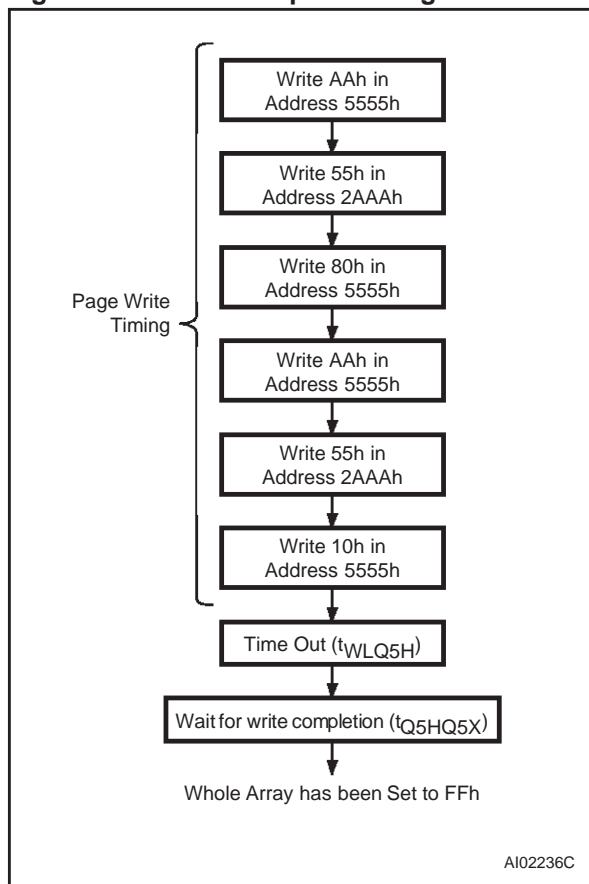 Write AAh in
Address 5555h
Write 55h in
Address 2AAAh
Write 80h in
Address 5555h
Page Write
Timing
Write AAh in
Address 5555h
Write 55h in
Address 2AAAh
Write 10h in
Address 5555h
Time Out (tWLQ5H)
Wait for write completion (tQ5HQ5X)
Whole Array has been Set to FFh
AI02236C